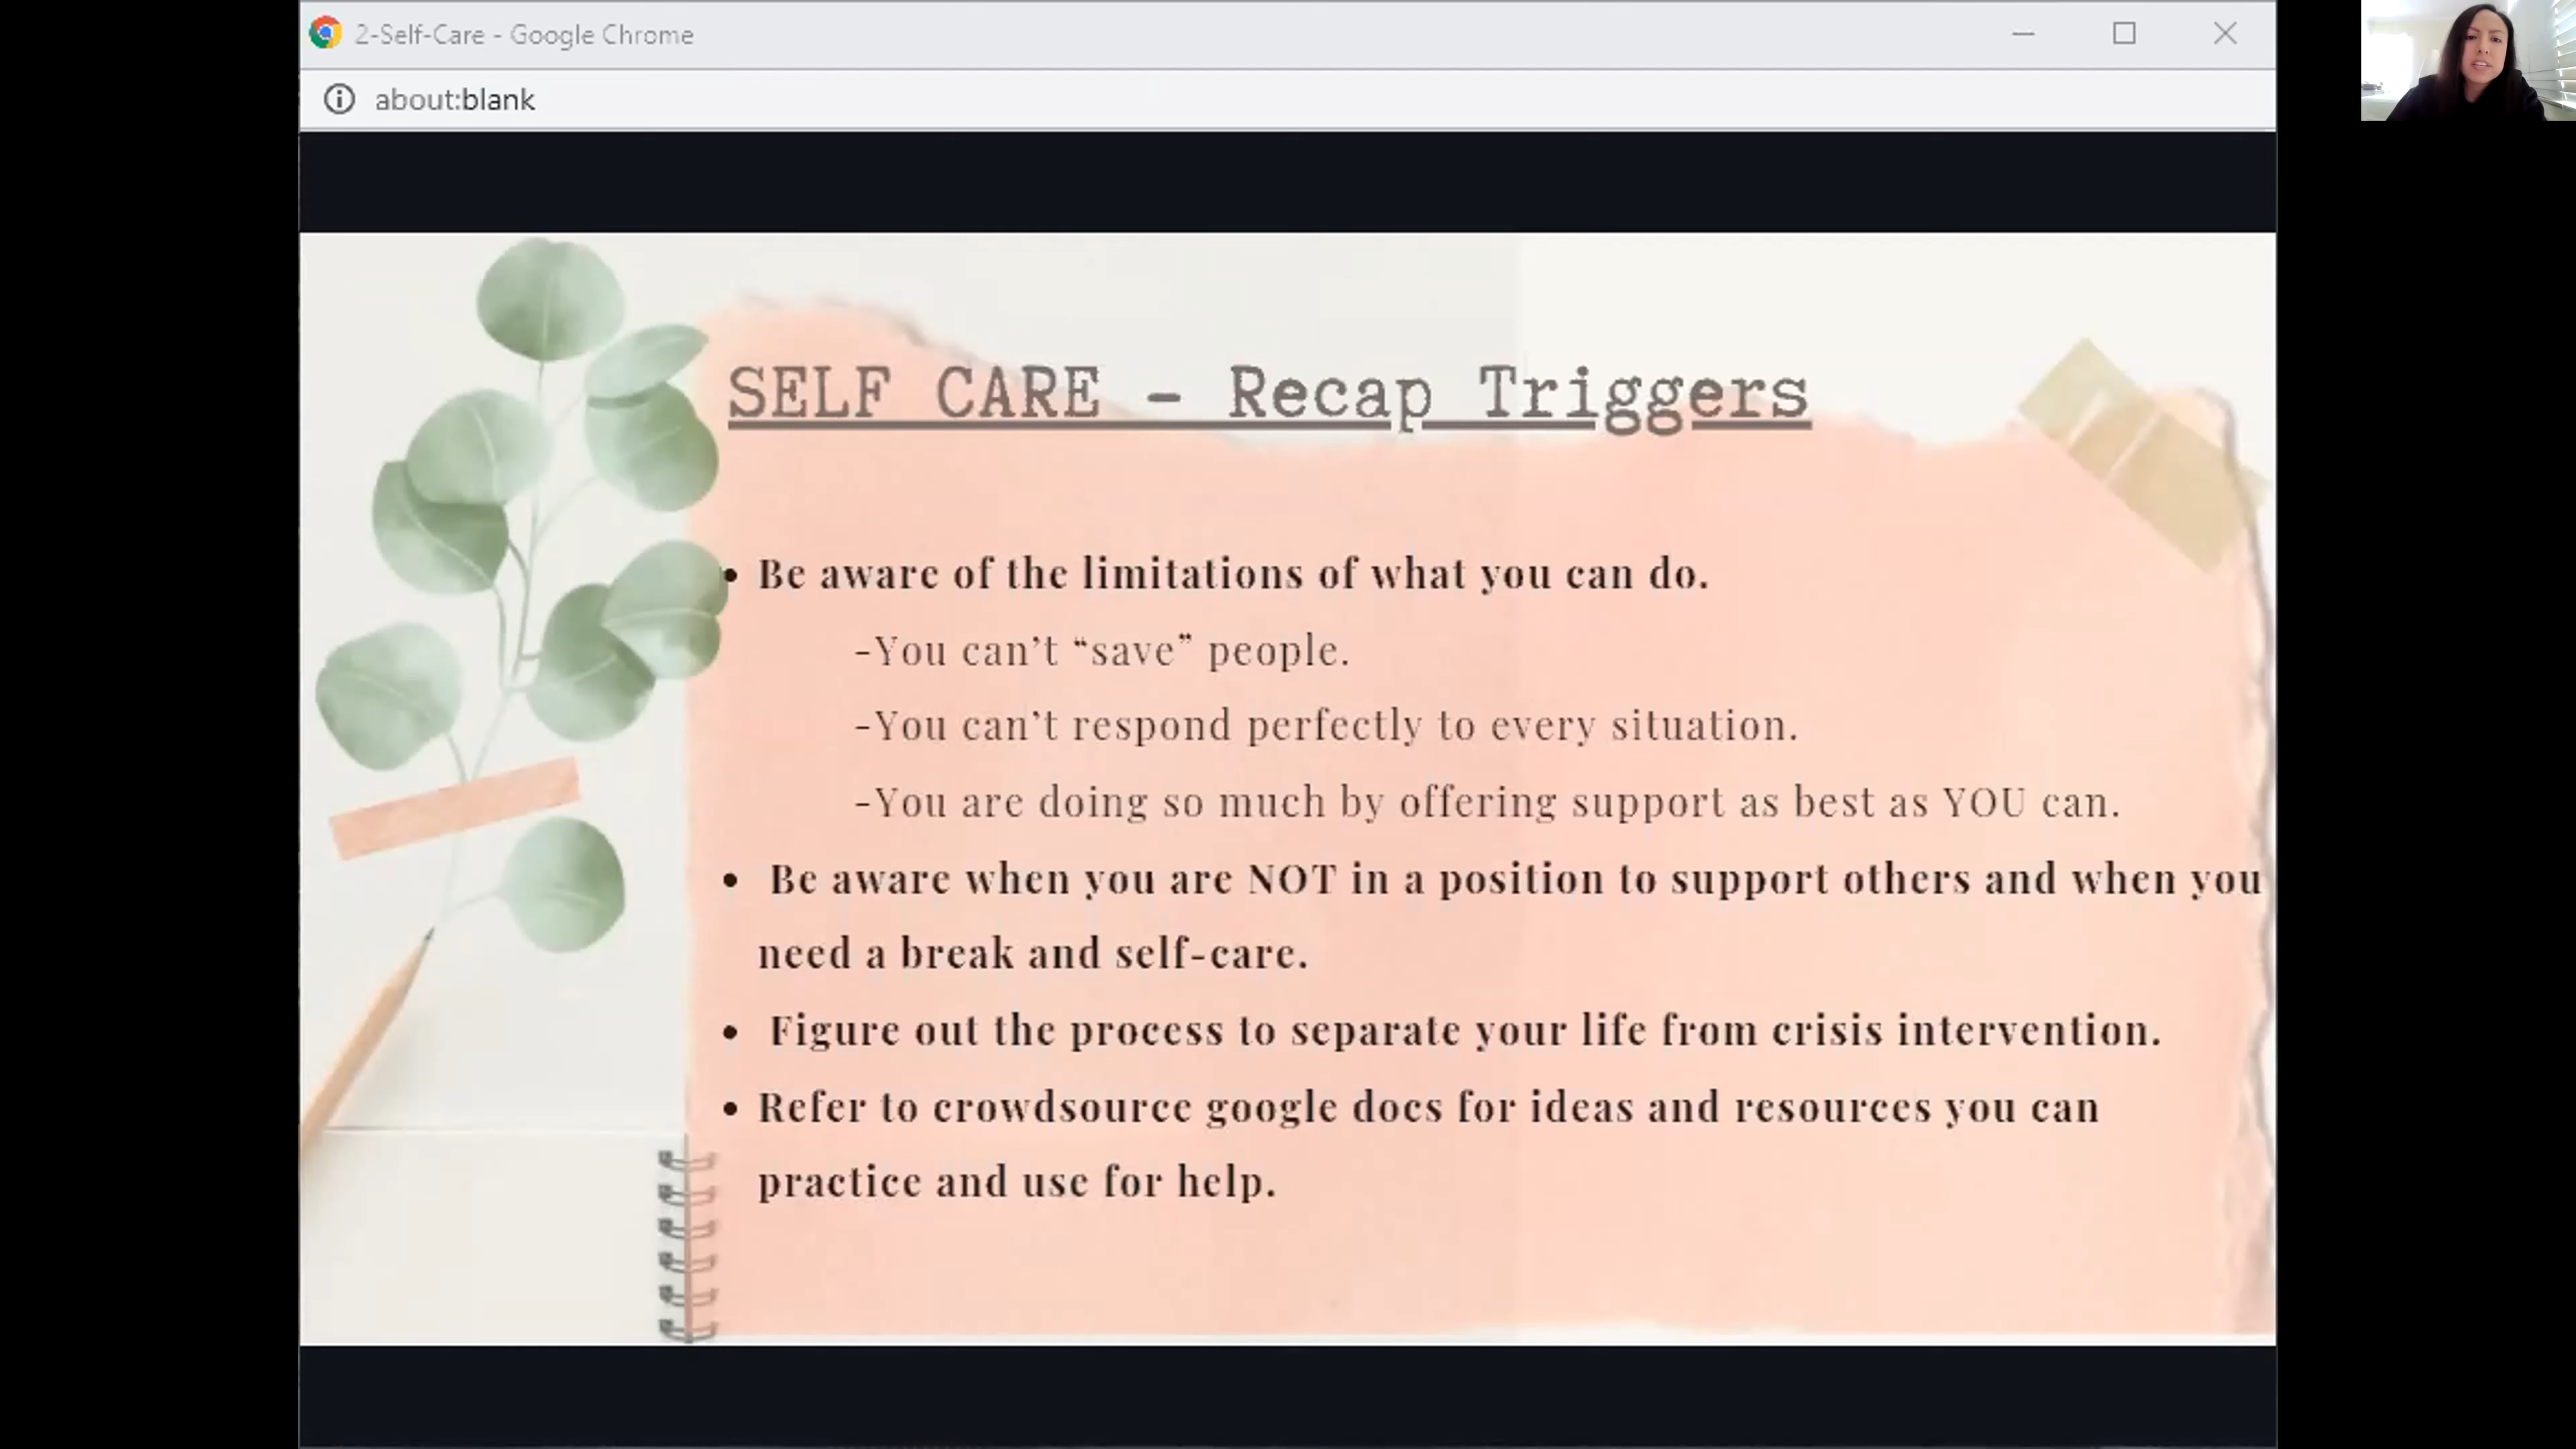 2-Self-Care - Google Chrome
about:blank
SELF CARE - Recap Triggers
• Be aware of the limitations of what you can do.
-You can’t “save” people.
-You can’t respond perfectly to every situation.
-You are doing so much by offering support as best as YOU can.
• Be aware when you are NOT in a position to support others and when you
need a break and self-care.
• Figure out the process to separate your life from crisis intervention.
• Refer to crowdsource google docs for ideas and resources you can
practice and use for help.